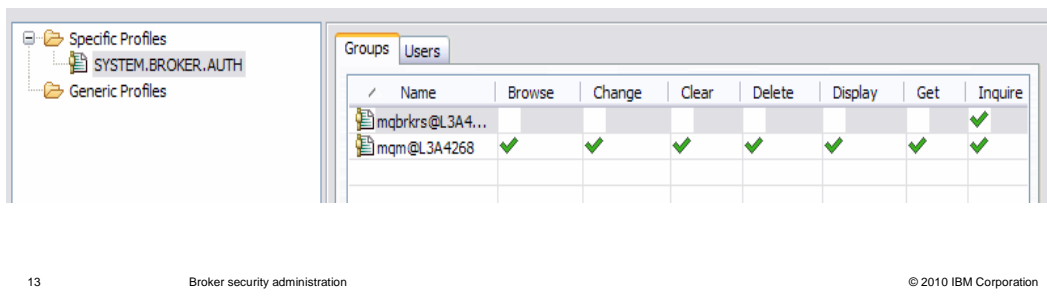 Specific Profiles
SYSTEM.BROKER.AUTH
Generic Profiles
Groups Users
Name Browse Change Clear Delete Display Get Inquire
mqbrkrs@L3A4...
mqm@L3A4268
13 Broker security administration © 2010 IBM Corporation